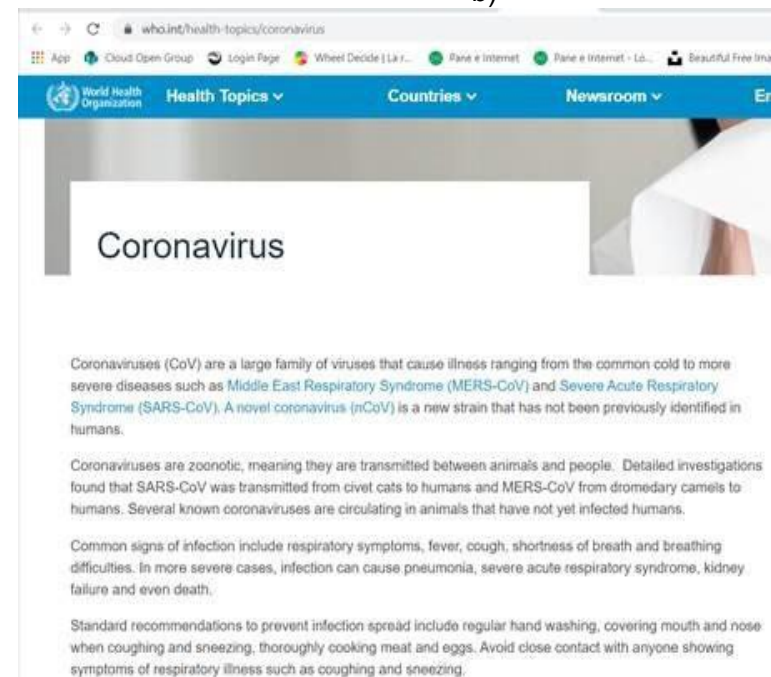 b)
who.int/health-topics/coronavirus
App Cloud Open Group Login Page Wheel Decide | La r... Pane e Internet Pane e Internet - Lo... Beautiful Free Ima
World Health
Organization
Health Topics Countries Newsroom Er
Coronavirus
Coronaviruses (CoV) are a large family of viruses that cause illness ranging from the common cold to more
severe diseases such as Middle East Respiratory Syndrome (MERS-CoV) and Severe Acute Respiratory
Syndrome (SARS-CoV). A novel coronavirus (nCoV) is a new strain that has not been previously identified in
humans.
Coronaviruses are zoonotic, meaning they are transmitted between animals and people. Detailed investigations
found that SARS-CoV was transmitted from civet cats to humans and MERS-CoV from dromedary camels to
humans. Several known coronaviruses are circulating in animals that have not yet infected humans.
Common signs of infection include respiratory symptoms, fever, cough, shortness of breath and breathing
difficulties. In more severe cases, infection can cause pneumonia, severe acute respiratory syndrome, kidney
failure and even death.
Standard recommendations to prevent infection spread include regular hand washing, covering mouth and nose
when coughing and sneezing, thoroughly cooking meat and eggs. Avoid close contact with anyone showing
symptoms of respiratory illness such as coughing and sneezing.